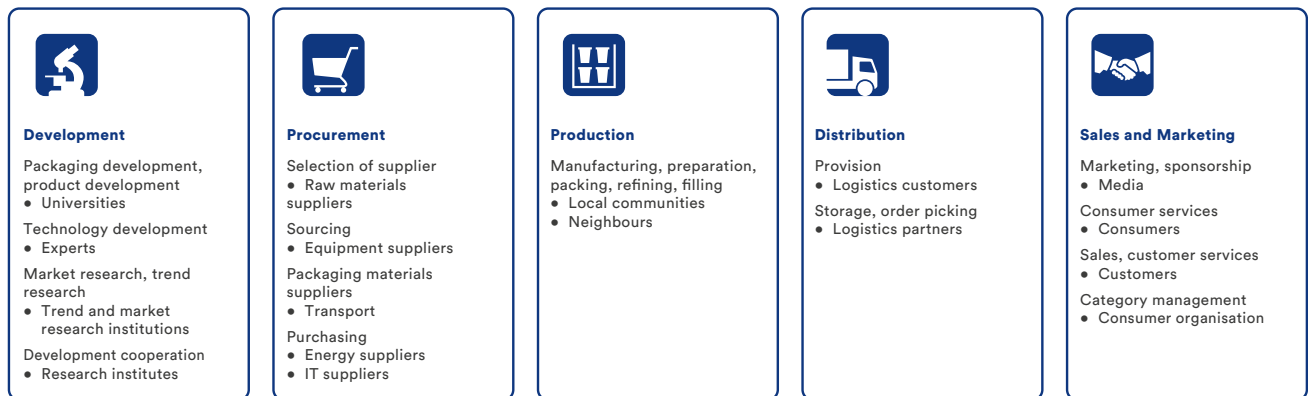 Development
Packaging development,
product development
• Universities
Technology development
• Experts
Market research, trend
research
• Trend and market
research institutions
Development cooperation
• Research institutes
Procurement
Selection of supplier
• Raw materials
suppliers
Sourcing
• Equipment suppliers
Packaging materials
suppliers
• Transport
Purchasing
• Energy suppliers
• IT suppliers
Production
Manufacturing, preparation,
packing, refining, filling
• Local communities
• Neighbours
Distribution
Provision
• Logistics customers
Storage, order picking
• Logistics partners
Sales and Marketing
Marketing, sponsorship
• Media
Consumer services
• Consumers
Sales, customer services
• Customers
Category management
• Consumer organisation